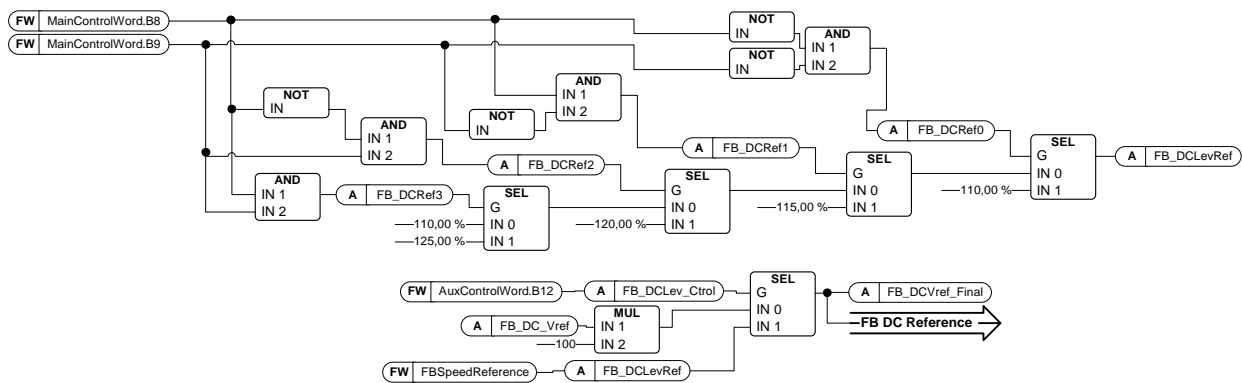 FW MainControlWord.B8
FW MainControlWord.B9
NOT
IN
NOT
IN
AND
IN 1
IN 2
NOT
IN
AND
IN 1
IN 2
NOT
IN
AND
IN 1
IN 2
AND
IN 1
IN 2
A FB_DCRef3
A FB_DCRef2
A FB_DCRef1
A FB_DCRef0
SEL
G
110,00 % IN 0
125,00 % IN 1
SEL
G
IN 0
120,00 % IN 1
SEL
G
IN 0
115,00 % IN 1
SEL
G
IN 0
110,00 % IN 1
A FB_DCLevRef
FW AuxControlWord.B12
A FB_DCLev_Ctrol
A FB_DC_Vref
MUL
IN 1
100 IN 2
FW FBSpeedReference
A FB_DCLevRef
SEL
G
IN 0
IN 1
A FB_DCVref_Final
FB DC Reference